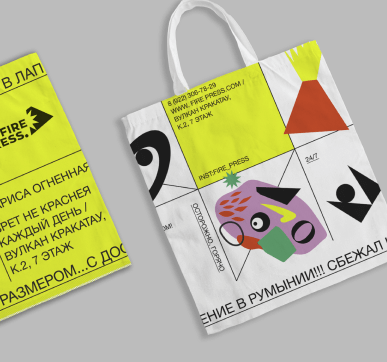 В ЛАП
FIRE
ESS.
РИСА ОГНЕННАЯ
РЕТ НЕ КРАСНЕЯ
КАЖДЫЙ ДЕНЬ /
ВУЛКАН КРАКАТАУ,
К.2, 7 ЭТАЖ
РАЗМЕРОМ...С ДОС
8 (922) 306-78-29
WWW. FIRE PRESS.COM /
ВУЛКАН КРАКАТАУ,
К.2, 7 ЭТАЖ
INST:FIRE_PRESS
24/7
ОСТОРОЖНО, ГОРЯЧО
ЕНИЕ В РУМЫНИИ!!! СБЕЖАЛ